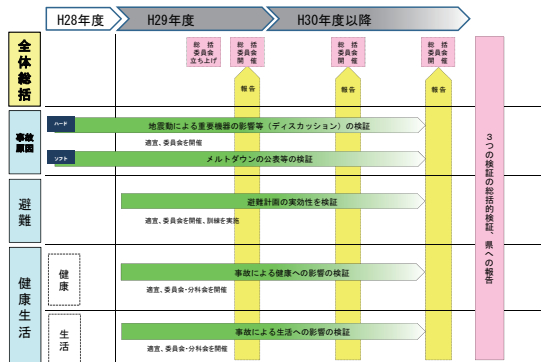 H28年度
H29年度
H30年度以降
全体総括
総 括
委員会
立ち上げ
総 括
委員会
開 催
総 括
委員会
開 催
総 括
委員会
開 催
報告
報告
報告
事故
原因
ハード
地震動による重要機器の影響等（ディスカッション）の検証
適宜、委員会を開催
ソフト
メルトダウンの公表等の検証
避難
避難計画の実効性を検証
適宜、委員会を開催、訓練を実施
健康生活
健康
事故による健康への影響の検証
適宜、委員会・分科会を開催
生活
事故による生活への影響の検証
適宜、委員会・分科会を開催
３つの検証の総括的検証、県への報告